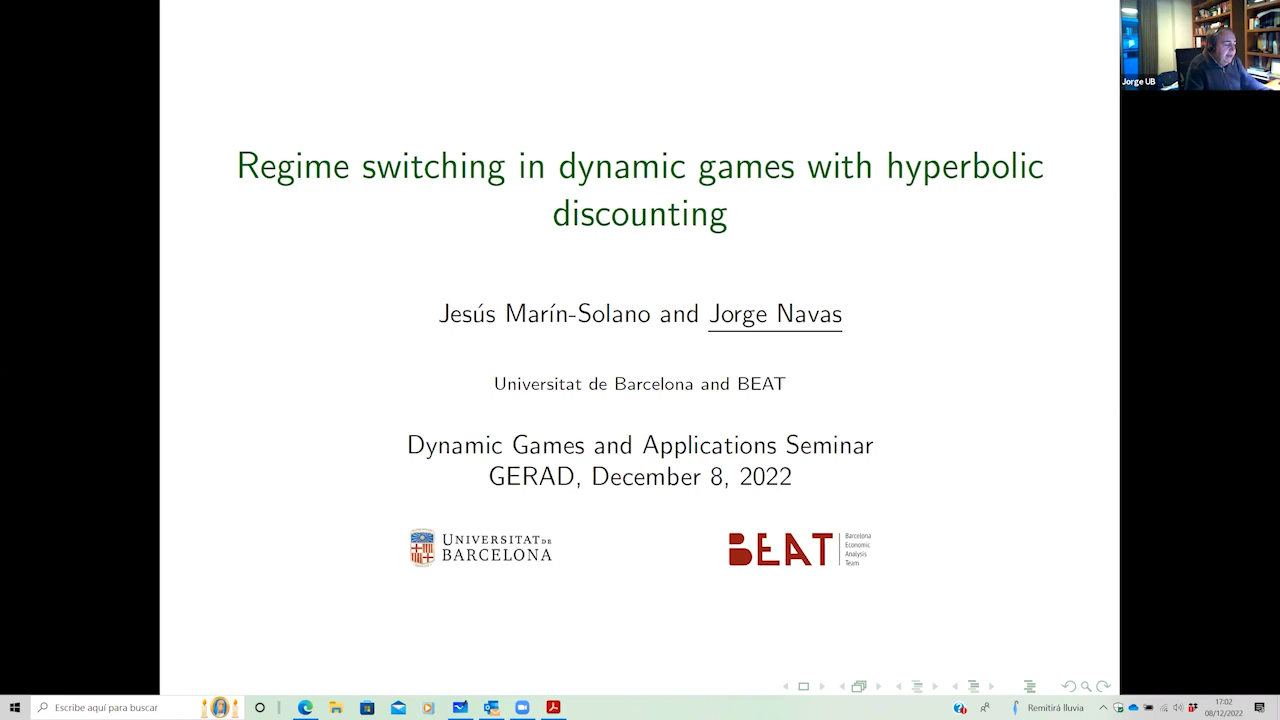 Jorge UB
Regime switching in dynamic games with hyperbolic
discounting
Jesús Marín-Solano and Jorge Navas
Universitat de Barcelona and BEAT
Dynamic Games and Applications Seminar
GERAD, December 8, 2022
UNIVERSITAT DE
BARCELONA
BEAT
Barcelona
Economic
Analysis
Team
Escribe aquí para buscar
Remitirá lluvia
17:02
08/12/2022